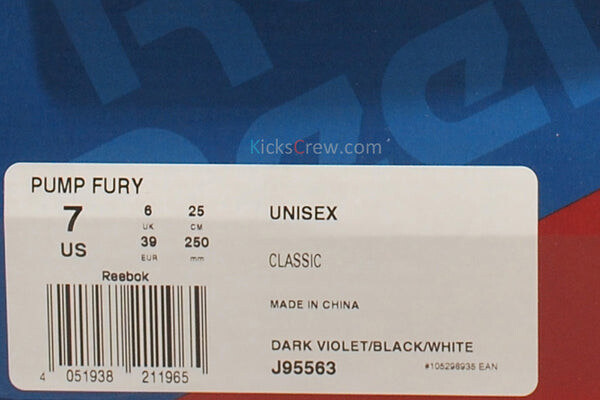 Reeb
KicksCrew.com
PUMP FURY
7 US
6 UK
25 CM
39 EUR
250 mm
UNISEX
CLASSIC
Reebok
MADE IN CHINA
DARK VIOLET/BLACK/WHITE
J95563
#105298935 EAN
4 051938 211965